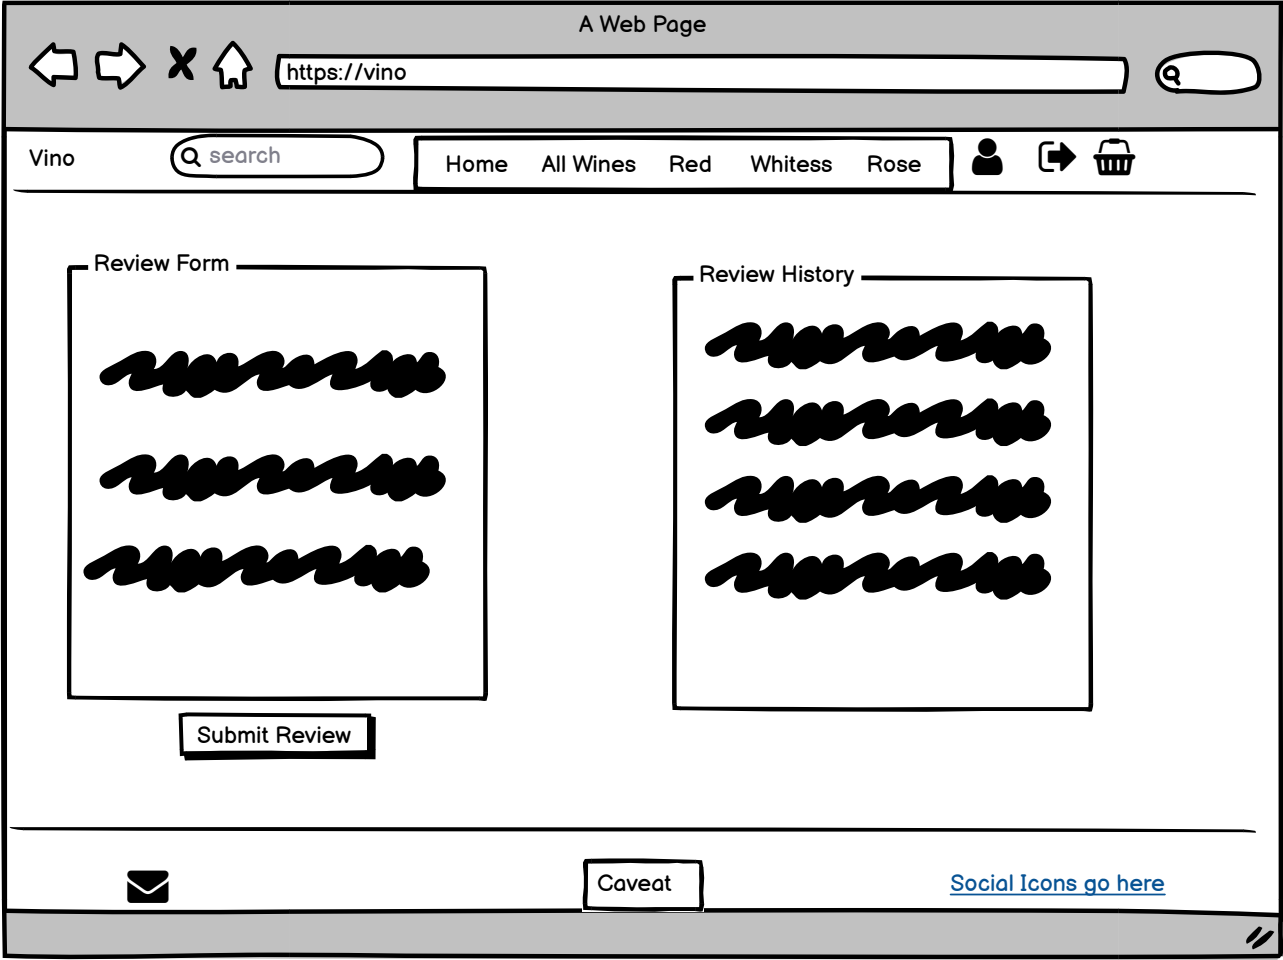 A Web Page
https://vino
Vino
search
Home All Wines Red Whitess Rose
Review Form
Review History
Submit Review
Caveat
Social Icons go here